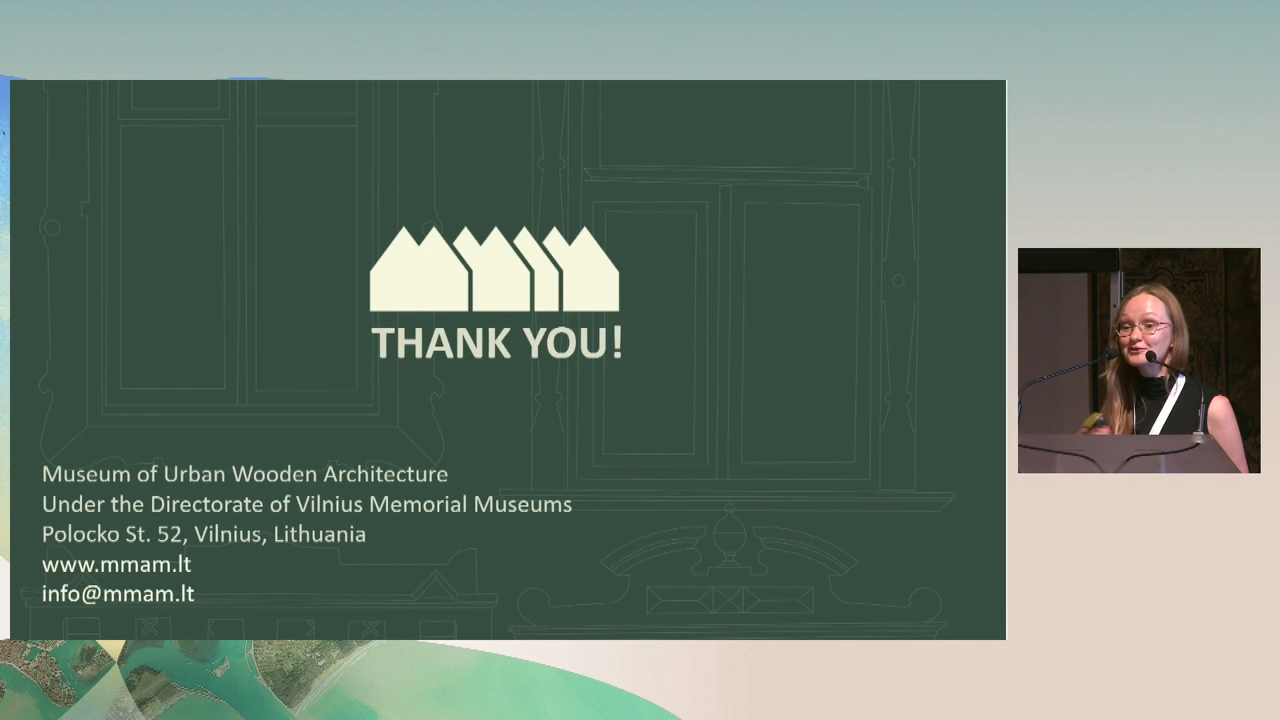 THANK YOU!
Museum of Urban Wooden Architecture
Under the Directorate of Vilnius Memorial Museums
Polocko St. 52, Vilnius, Lithuania
www.mmam.lt
info@mmam.lt